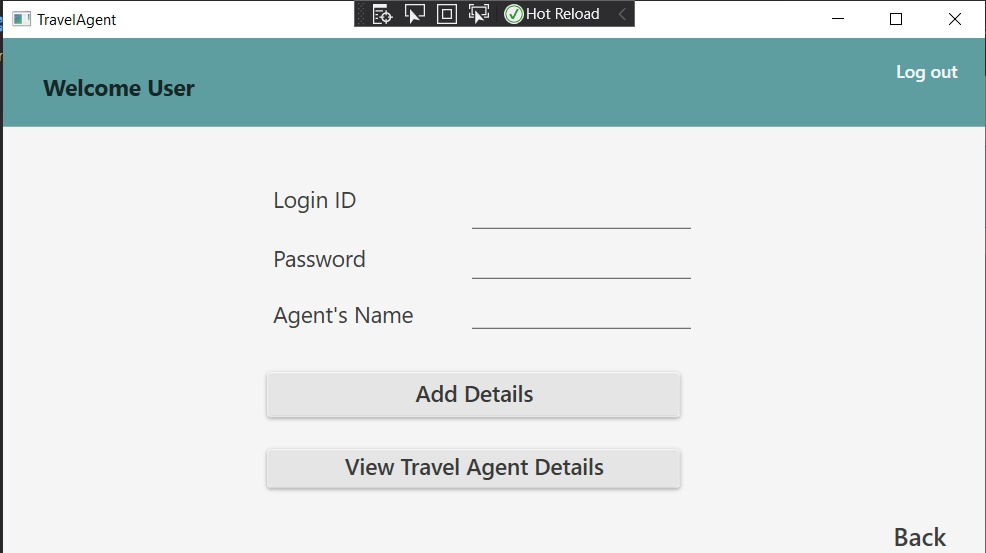 TravelAgent
Hot Reload
Log out
Welcome User
Login ID
Password
Agent's Name
Add Details
View Travel Agent Details
Back